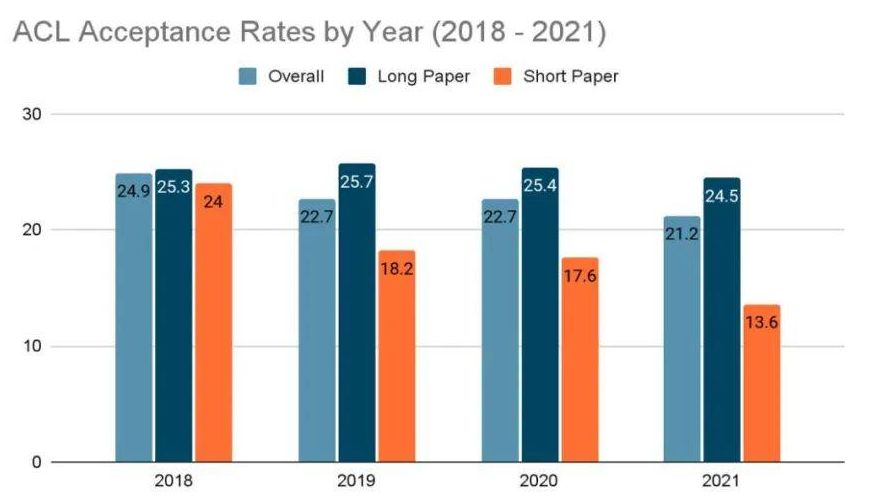 ACL Acceptance Rates by Year (2018 - 2021)
Overall Long Paper Short Paper
30
20
10
0
24.9 25.3 24
22.7 25.7 18.2
22.7 25.4 17.6
21.2 24.5 13.6
2018 2019 2020 2021